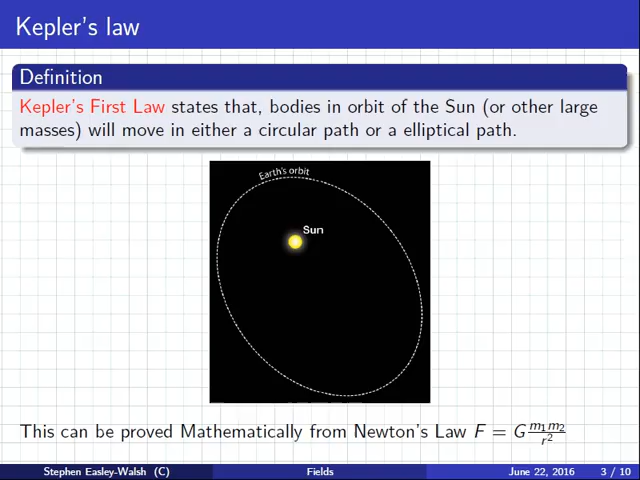 Kepler's law
Definition
Kepler's First Law states that, bodies in orbit of the Sun (or other large
masses) will move in either a circular path or a elliptical path.
Earth's orbit
Sun
This can be proved Mathematically from Newton's Law F = G m₁m₂/r²
Stephen Easley-Walsh (C) Fields June 22, 2016 3 / 10